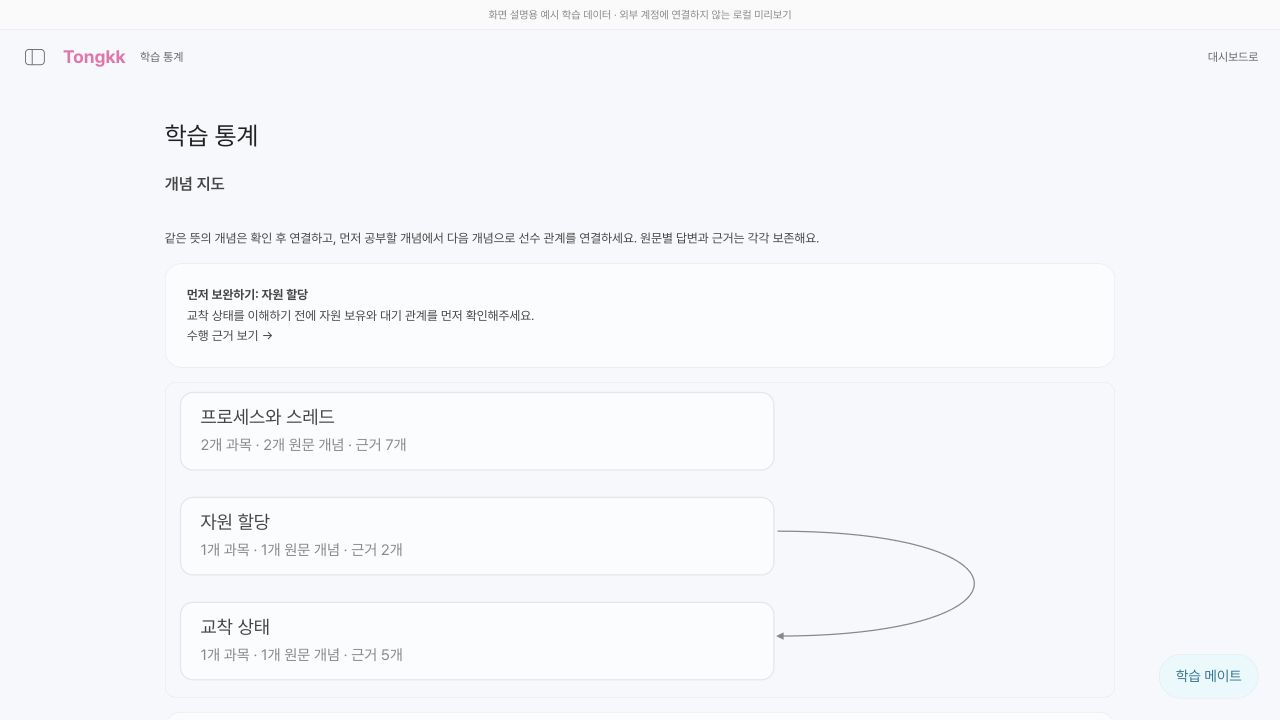 화면 설명용 예시 학습 데이터 · 외부 계정에 연결하지 않는 로컬 미리보기
Tongkk 학습 통계 대시보드로
학습 통계
개념 지도
같은 뜻의 개념은 확인 후 연결하고, 먼저 공부할 개념에서 다음 개념으로 선수 관계를 연결하세요. 원문별 답변과 근거는 각각 보존해요.
먼저 보완하기: 자원 할당
교착 상태를 이해하기 전에 자원 보유와 대기 관계를 먼저 확인해주세요.
수행 근거 보기 →
프로세스와 스레드
2개 과목 · 2개 원문 개념 · 근거 7개
자원 할당
1개 과목 · 1개 원문 개념 · 근거 2개
교착 상태
1개 과목 · 1개 원문 개념 · 근거 5개
학습 메이트